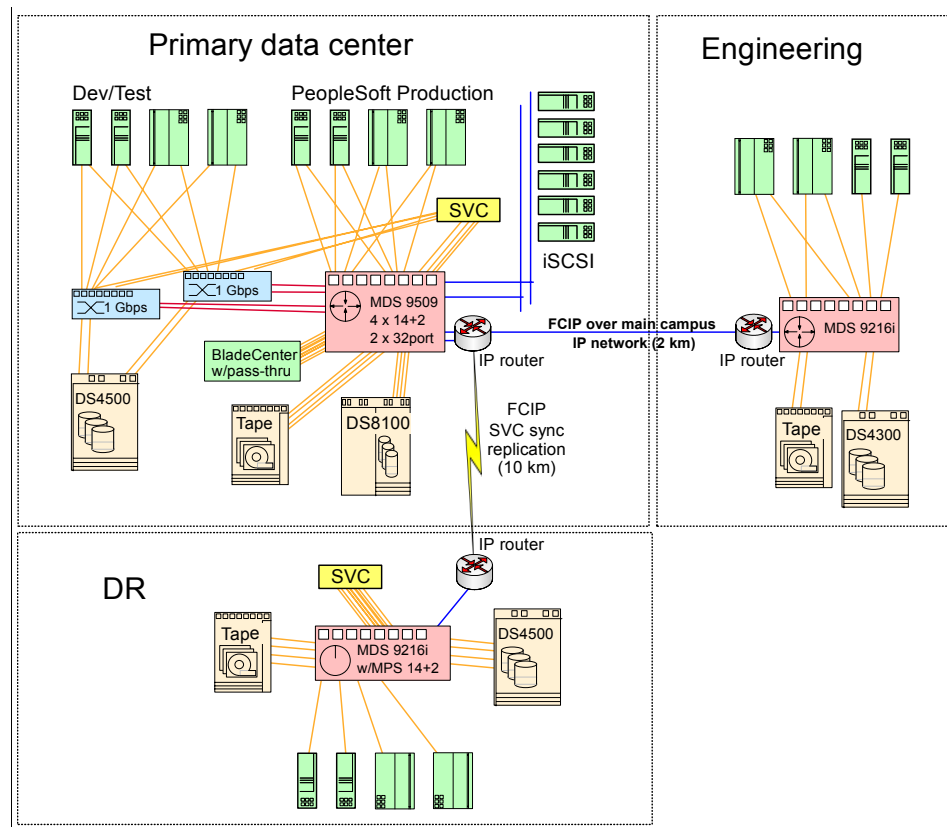 Primary data center
Engineering
Dev/Test
PeopleSoft Production
SVC
iSCSI
1 Gbps
1 Gbps
MDS 9509
4 x 14+2
2 x 32port
IP router
FCIP over main campus
IP network (2 km)
IP router
MDS 9216i
BladeCenter
w/pass-thru
DS4500
Tape
DS8100
FCIP
SVC sync
replication
(10 km)
Tape
DS4300
IP router
DR
SVC
Tape
MDS 9216i
w/MPS 14+2
DS4500